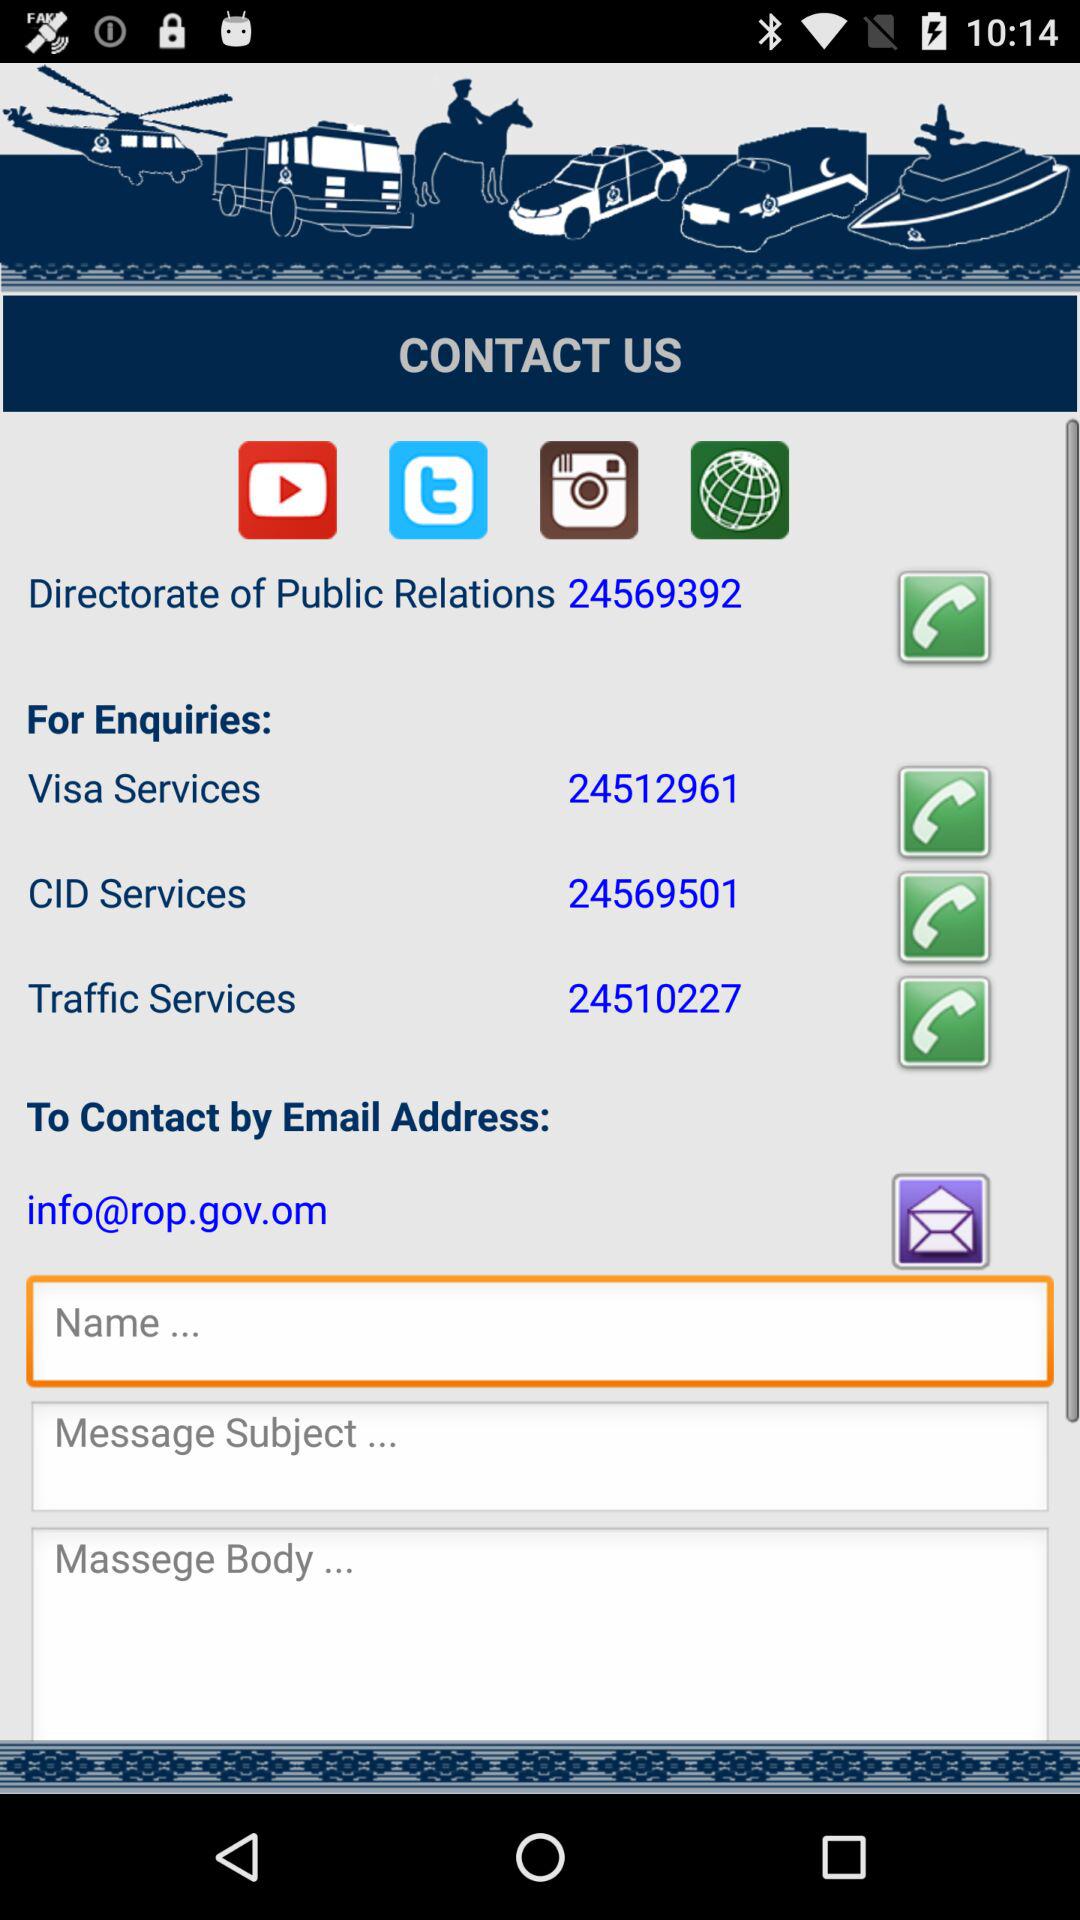 FAKE
10:14
CONTACT US
Directorate of Public Relations 24569392
For Enquiries:
Visa Services 24512961
CID Services 24569501
Traffic Services 24510227
To Contact by Email Address:
info@rop.gov.om
Name ...
Message Subject ...
Massege Body ...